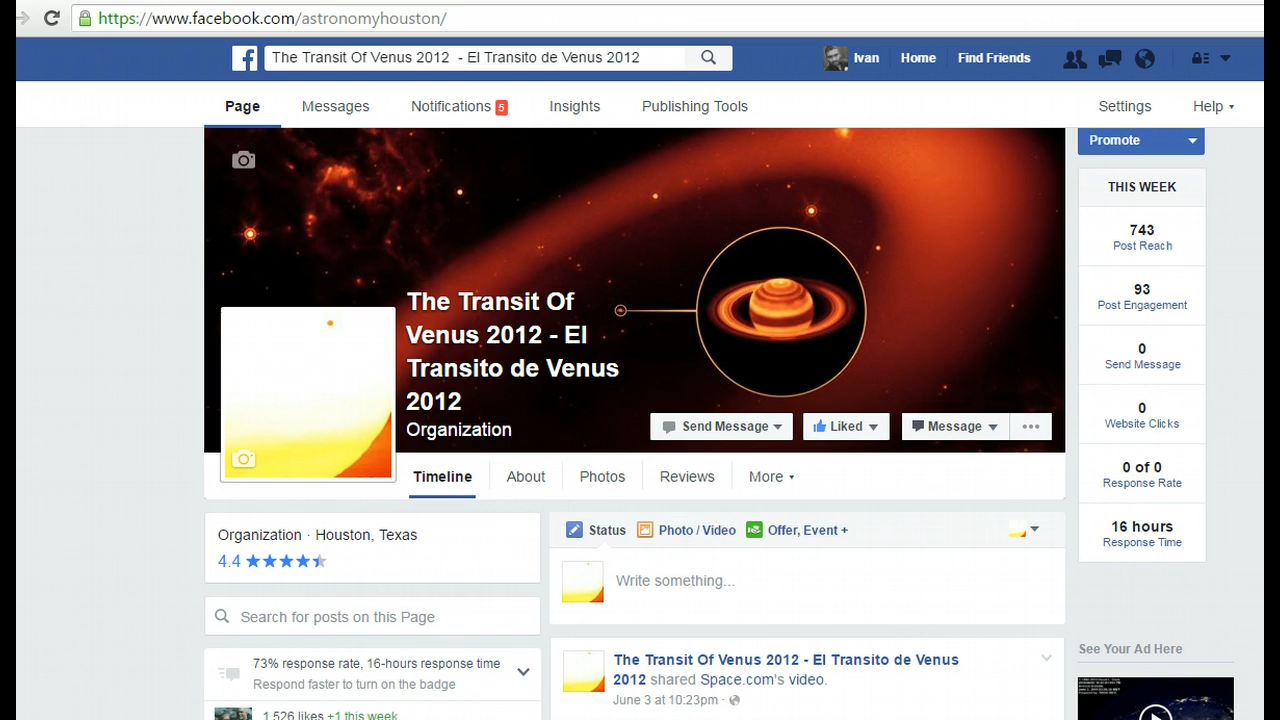 https://www.facebook.com/astronomyhouston/
The Transit Of Venus 2012 - El Transito de Venus 2012
Ivan Home Find Friends
Page Messages Notifications 5 Insights Publishing Tools Settings Help
Promote
THIS WEEK
743
Post Reach
93
Post Engagement
0
Send Message
0
Website Clicks
0 of 0
Response Rate
16 hours
Response Time
The Transit Of
Venus 2012 - El
Transito de Venus
2012
Organization
Send Message Liked Message •••
Timeline About Photos Reviews More
Organization · Houston, Texas
4.4
Search for posts on this Page
73% response rate, 16-hours response time
Respond faster to turn on the badge
1,526 likes +1 this week
Status Photo / Video Offer, Event +
Write something...
The Transit Of Venus 2012 - El Transito de Venus
2012 shared Space.com's video.
June 3 at 10:23pm ·
See Your Ad Here